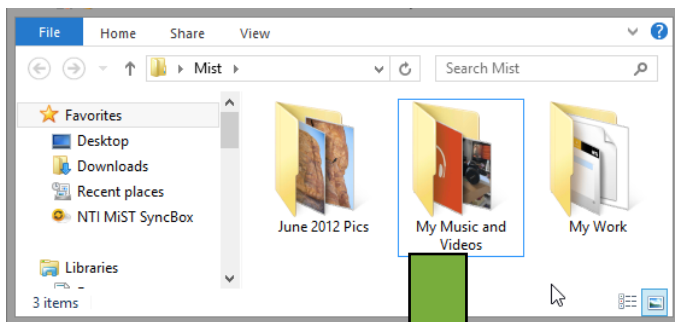 File Home Share View
Mist Search Mist
Favorites
Desktop
Downloads
Recent places
NTI MiST SyncBox
Libraries
June 2012 Pics
My Music and
Videos
My Work
3 items